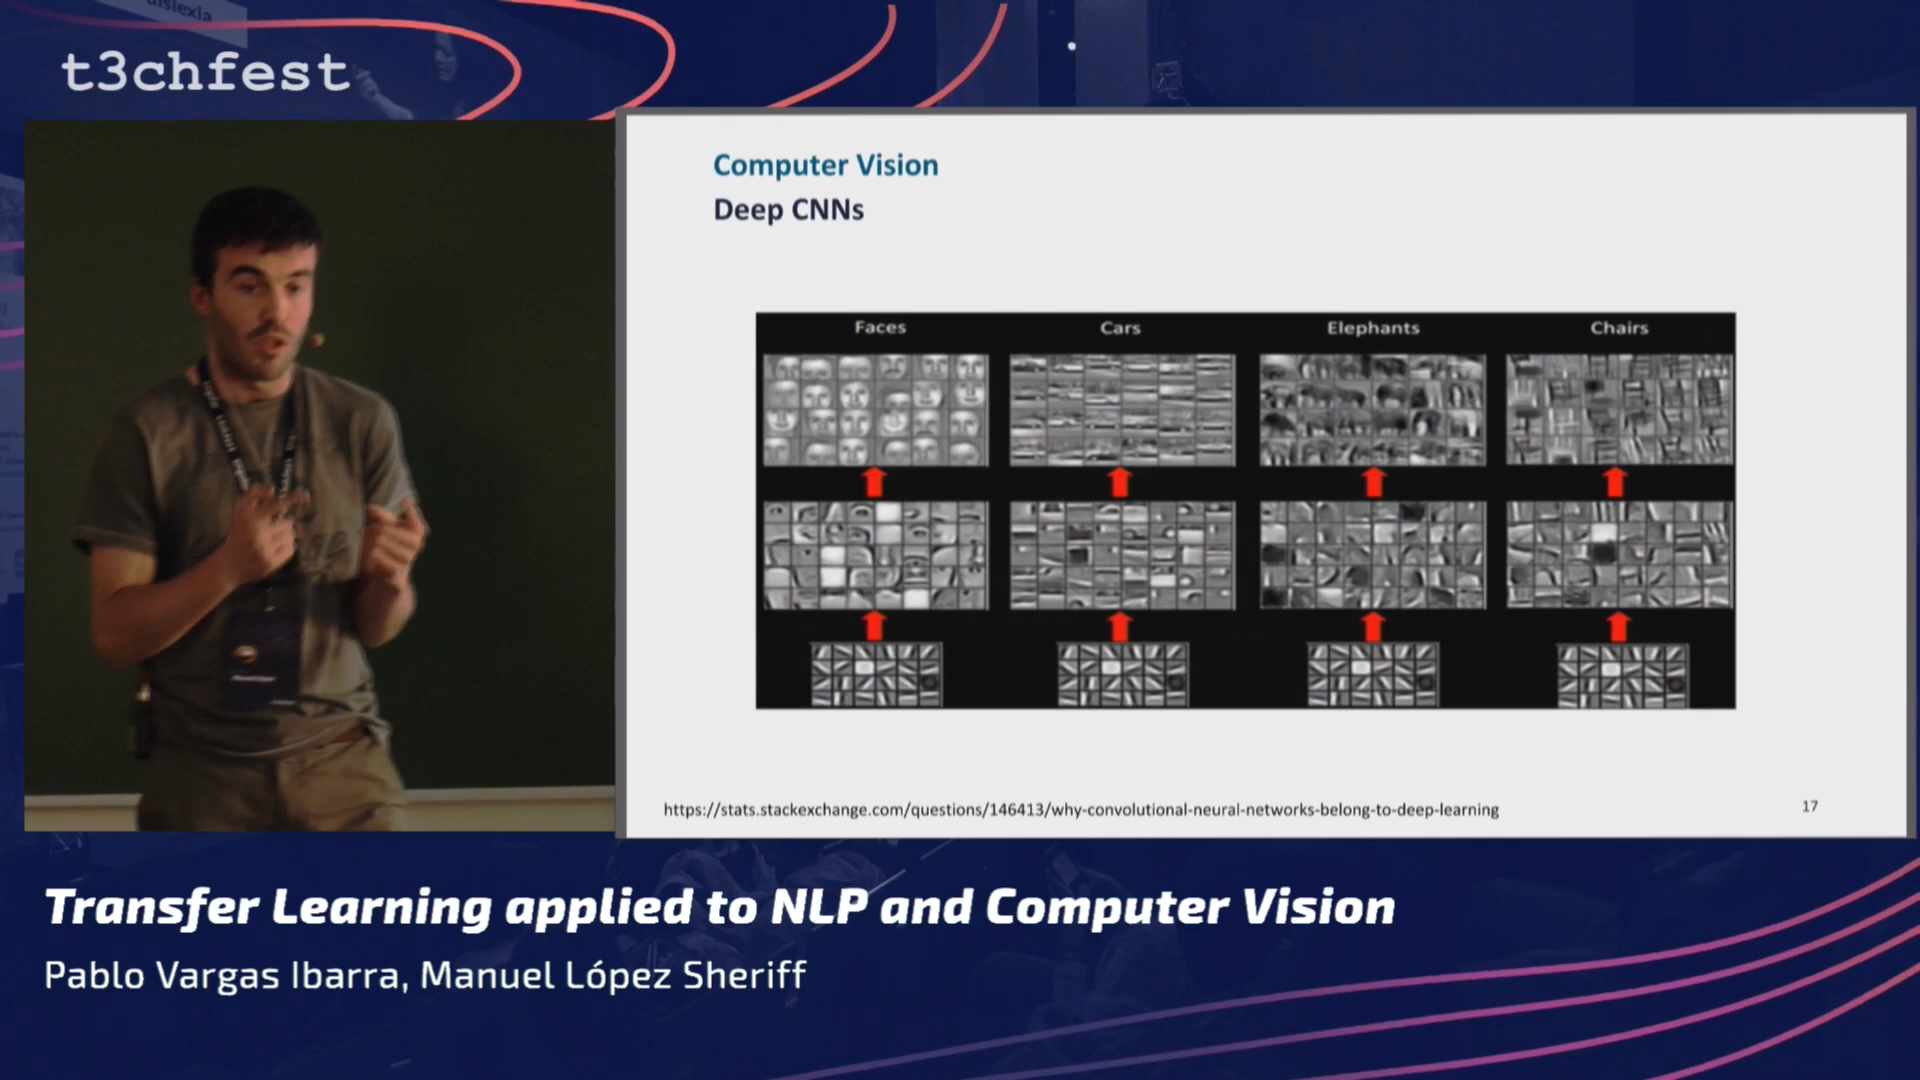 dislexia
t3chfest
Computer Vision
Deep CNNs
Faces
Cars
Elephants
Chairs
https://stats.stackexchange.com/questions/146413/why-convolutional-neural-networks-belong-to-deep-learning
17
Transfer Learning applied to NLP and Computer Vision
Pablo Vargas Ibarra, Manuel López Sheriff